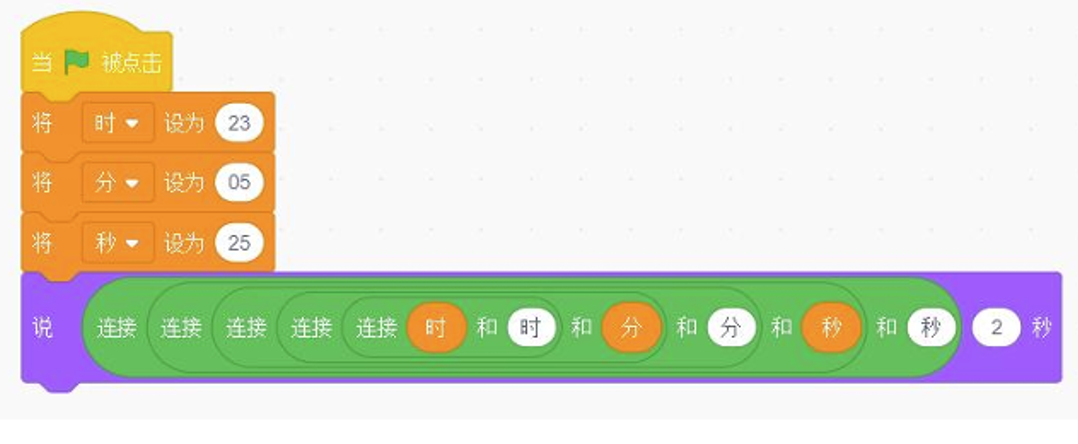 当 被点击
将 时 设为 23
将 分 设为 05
将 秒 设为 25
说 连接 连接 连接 连接 连接 时 和 时 和 分 和 分 和 秒 和 秒 2 秒